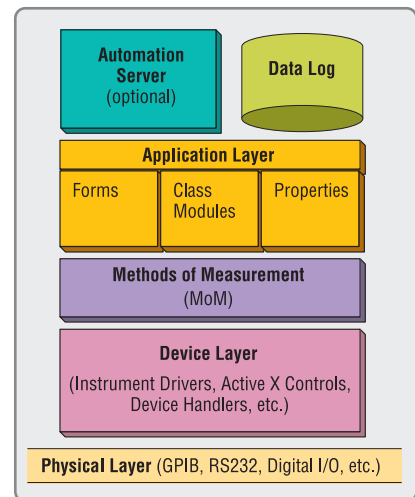 Automation
Server
(optional)
Data Log
Application Layer
Forms
Class
Modules
Properties
Methods of Measurement
(MoM)
Device Layer
(Instrument Drivers, Active X Controls,
Device Handlers, etc.)
Physical Layer (GPIB, RS232, Digital I/O, etc.)